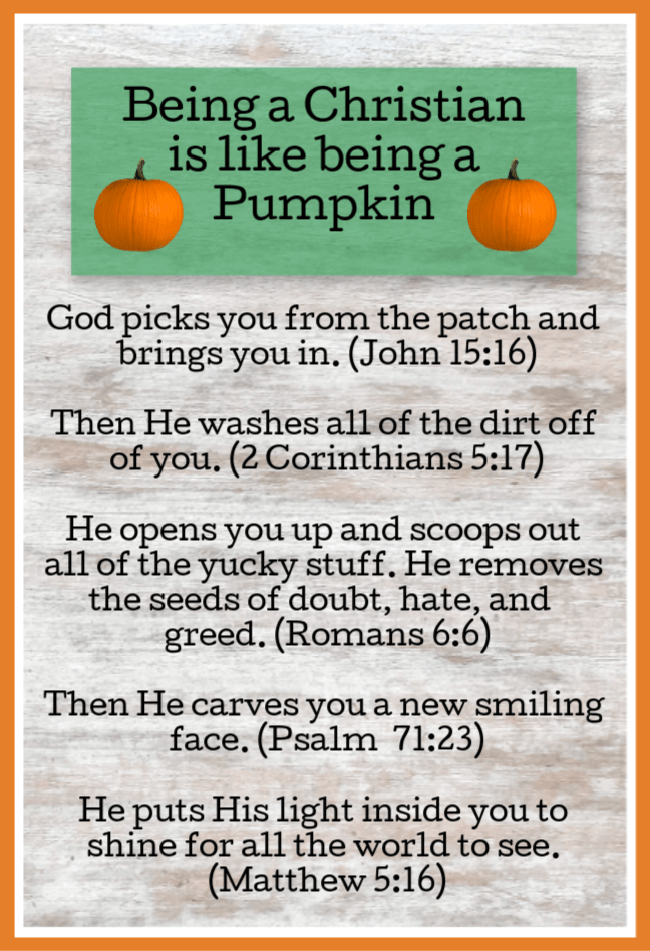 Being a Christian
is like being a
Pumpkin
God picks you from the patch and
brings you in. (John 15:16)
Then He washes all of the dirt off
of you. (2 Corinthians 5:17)
He opens you up and scoops out
all of the yucky stuff. He removes
the seeds of doubt, hate, and
greed. (Romans 6:6)
Then He carves you a new smiling
face. (Psalm 71:23)
He puts His light inside you to
shine for all the world to see.
(Matthew 5:16)